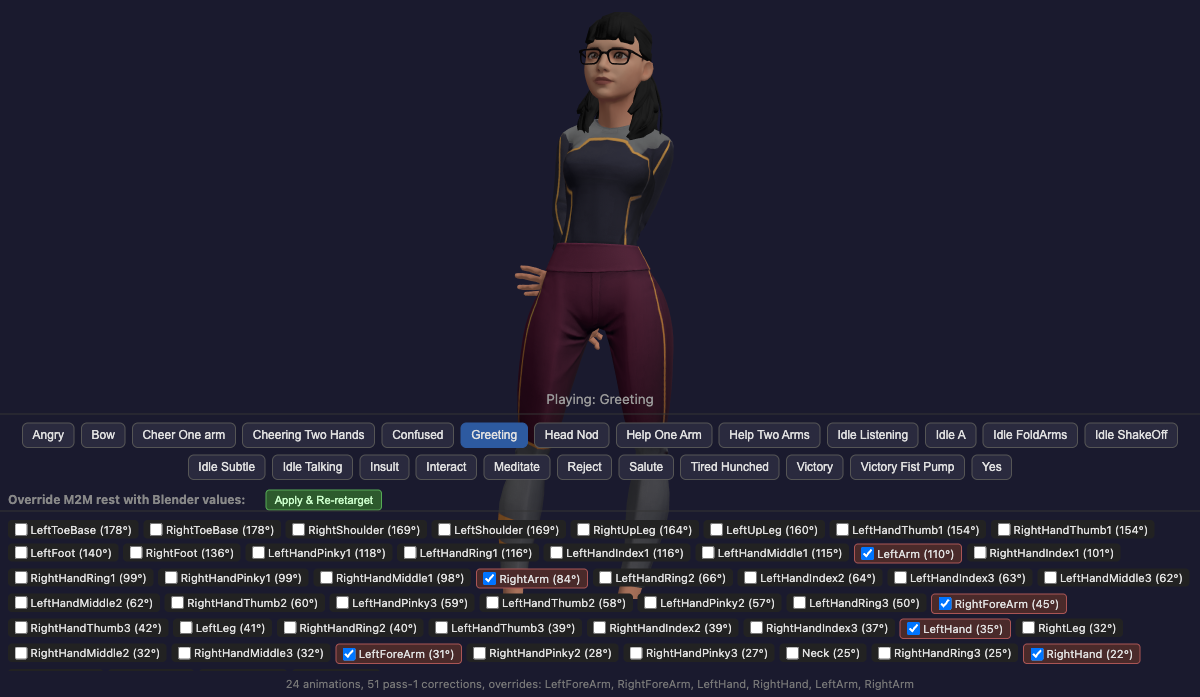 Playing: Greeting
Angry Bow Cheer One arm Cheering Two Hands Confused Greeting Head Nod Help One Arm Help Two Arms Idle Listening Idle A Idle FoldArms Idle ShakeOff
Idle Subtle Idle Talking Insult Interact Meditate Reject Salute Tired Hunched Victory Victory Fist Pump Yes
Override M2M rest with Blender values: Apply & Re-retarget
LeftToeBase (178°) RightToeBase (178°) RightShoulder (169°) LeftShoulder (169°) RightUpLeg (164°) LeftUpLeg (160°) LeftHandThumb1 (154°) RightHandThumb1 (154°)
LeftFoot (140°) RightFoot (136°) LeftHandPinky1 (118°) LeftHandRing1 (116°) LeftHandIndex1 (116°) LeftHandMiddle1 (115°) LeftArm (110°) RightHandIndex1 (101°)
RightHandRing1 (99°) RightHandPinky1 (99°) RightHandMiddle1 (98°) RightArm (84°) LeftHandRing2 (66°) LeftHandIndex2 (64°) LeftHandIndex3 (63°) LeftHandMiddle3 (62°)
LeftHandMiddle2 (62°) RightHandThumb2 (60°) LeftHandPinky3 (59°) LeftHandThumb2 (58°) LeftHandPinky2 (57°) LeftHandRing3 (50°) RightForeArm (45°)
RightHandThumb3 (42°) LeftLeg (41°) RightHandRing2 (40°) LeftHandThumb3 (39°) RightHandIndex2 (39°) RightHandIndex3 (37°) LeftHand (35°) RightLeg (32°)
RightHandMiddle2 (32°) RightHandMiddle3 (32°) LeftForeArm (31°) RightHandPinky2 (28°) RightHandPinky3 (27°) Neck (25°) RightHandRing3 (25°) RightHand (22°)
24 animations, 51 pass-1 corrections, overrides: LeftForeArm, RightForeArm, LeftHand, RightHand, LeftArm, RightArm